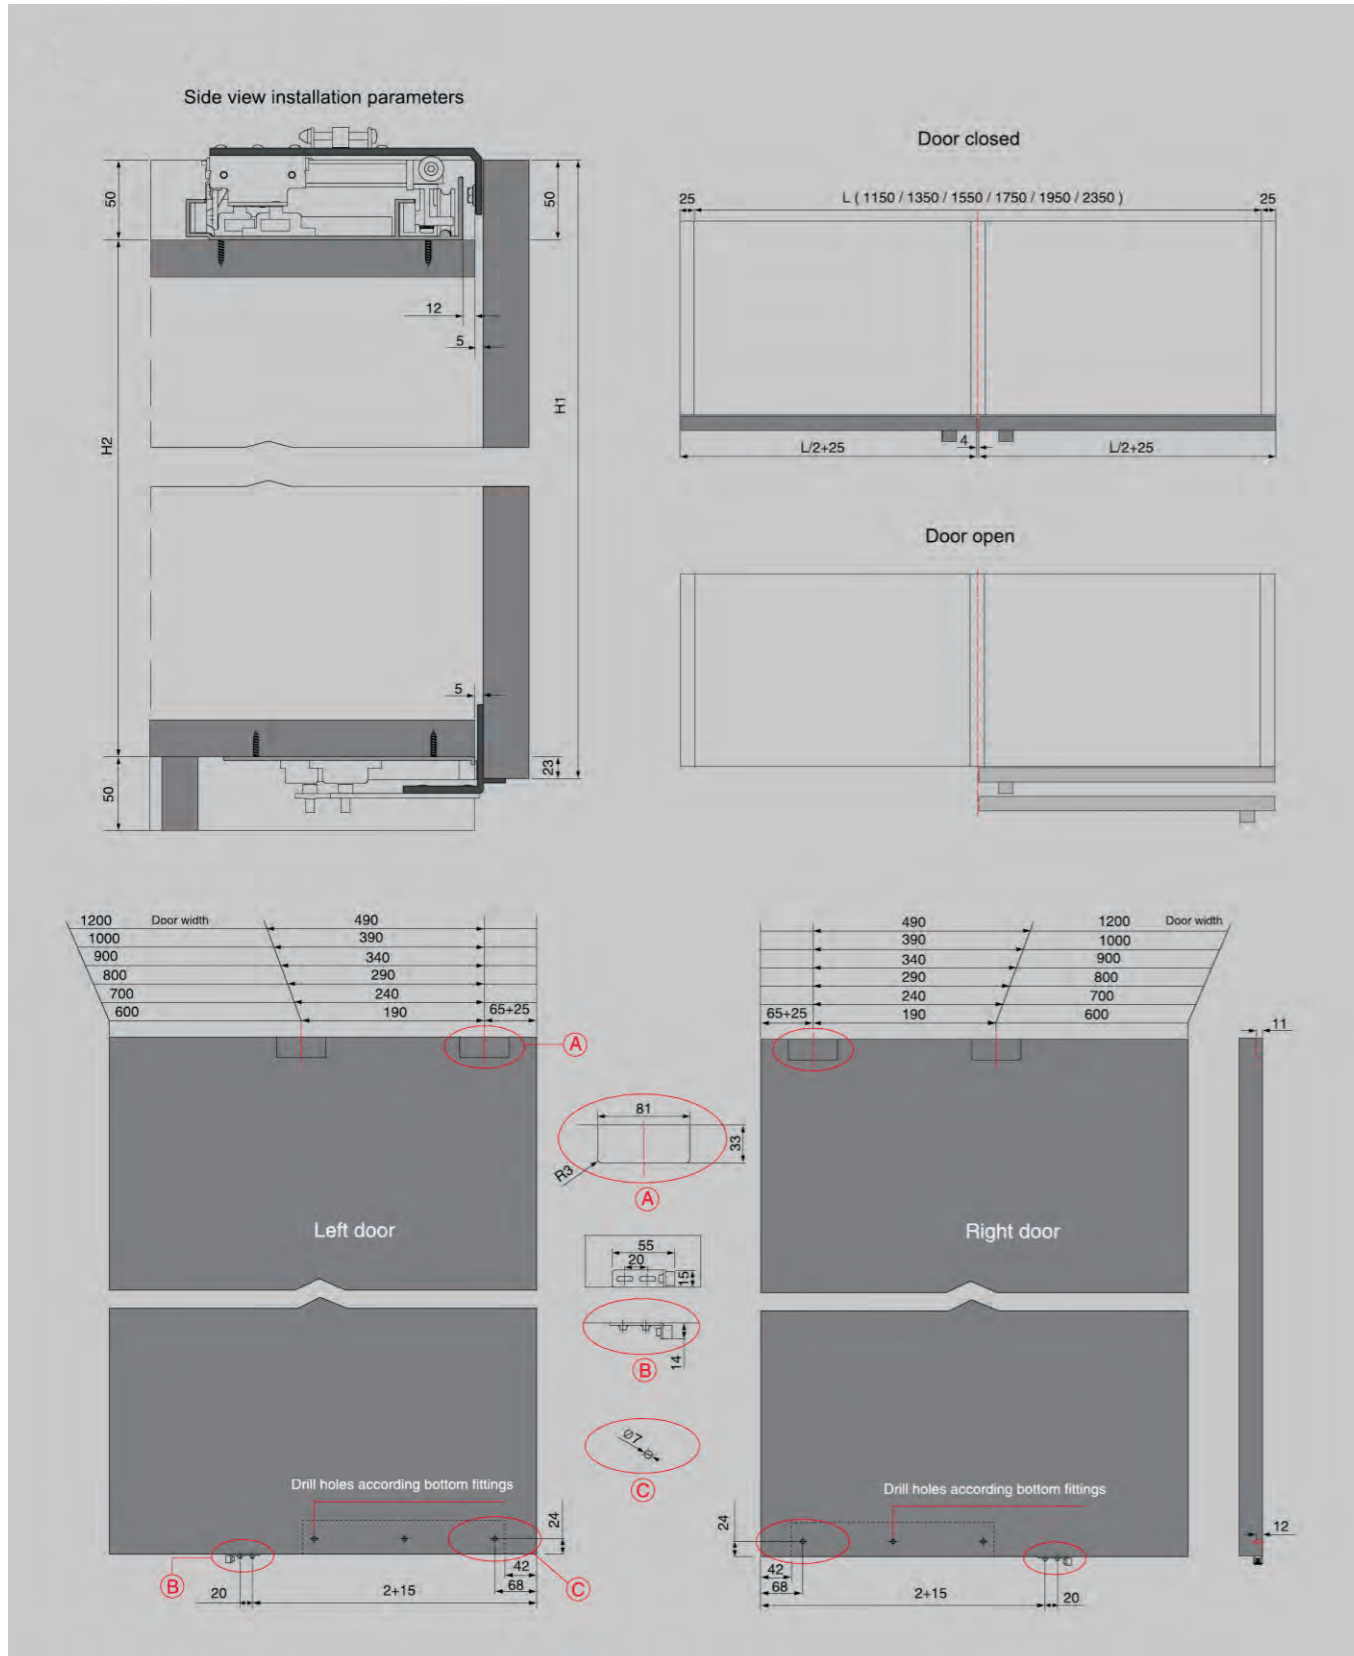 Side view installation parameters
50
50
12
5
H2
H1
5
50
23
Door closed
25
L ( 1150 / 1350 / 1550 / 1750 / 1950 / 2350 )
25
L/2+25
4
L/2+25
Door open
1200 Door width 490
1000 390
900 340
800 290
700 240
600 190 65+25
A
Left door
Drill holes according bottom fittings
24
B
C
42
68
20
2+15
81
33
R3
A
55
20
15
B
14
Ø7
C
490 1200 Door width
390 1000
340 900
290 800
240 700
65+25 190 600
11
Right door
Drill holes according bottom fittings
24
12
42
68
2+15
20